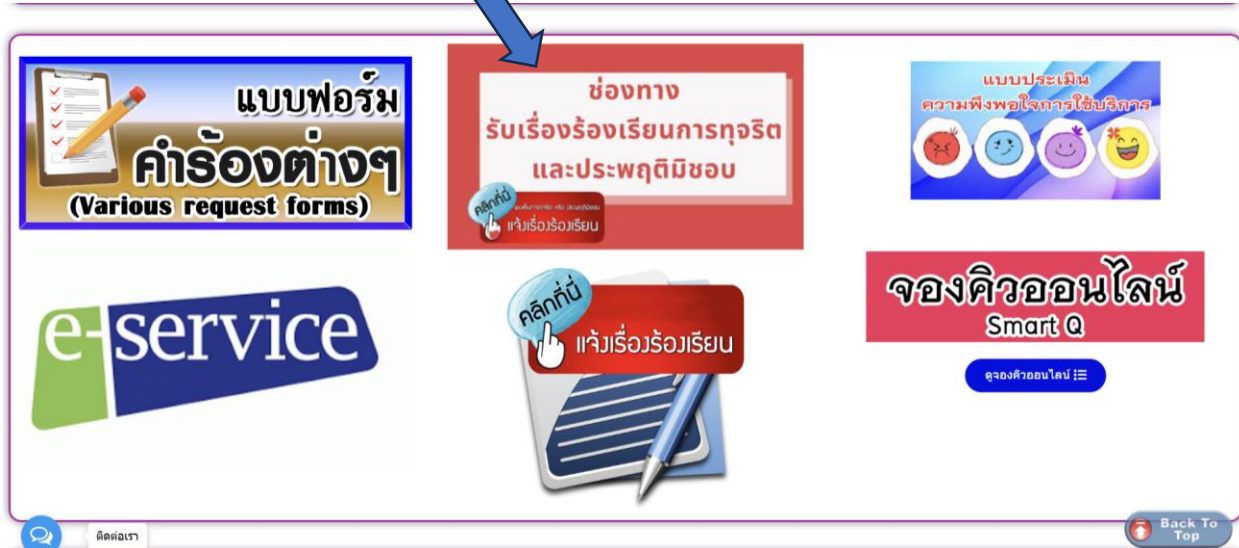 แบบฟอร์ม
คำร้องต่างๆ
(Various request forms)
ช่องทาง
รับเรื่องร้องเรียนการทุจริต
และประพฤติมิชอบ
คลิกที่นี่
แจ้งเรื่องร้องเรียน
แบบประเมิน
ความพึงพอใจการใช้บริการ
e-service
คลิกที่นี่
แจ้งเรื่องร้องเรียน
จองคิวออนไลน์
Smart Q
ดูจองคิวออนไลน์
ติดต่อเรา
Back To
Top